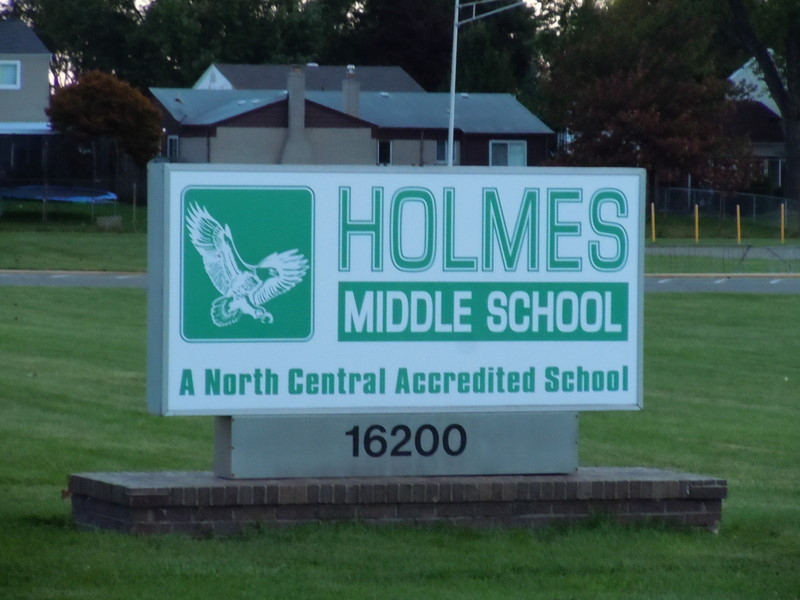 HOLMES
MIDDLE SCHOOL
A North Central Accredited School
16200